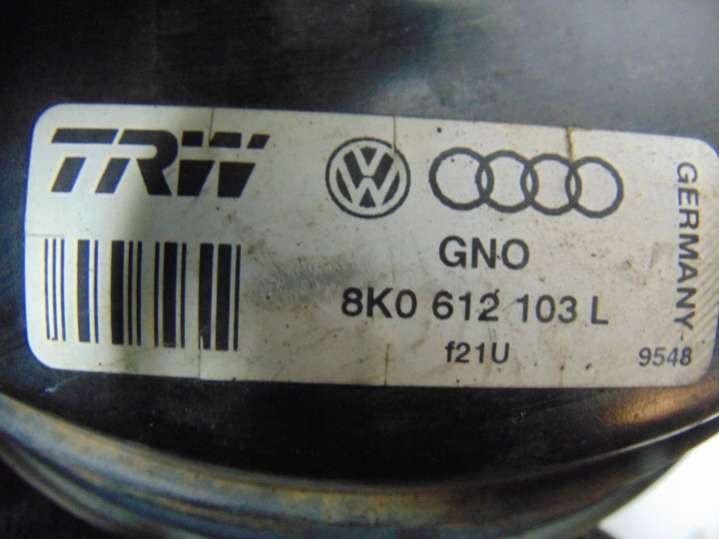 TRW
GNO
8K0 612 103 L
f21U
GERMANY
9548